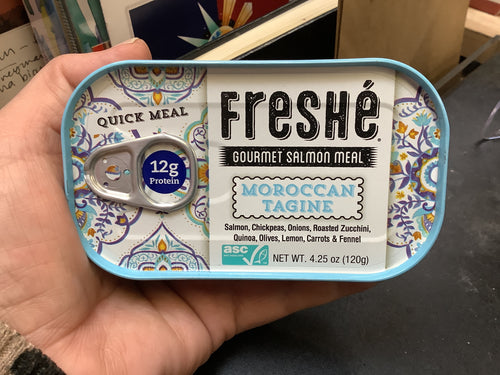 QUICK MEAL
12g
Protein
FRESHÉ
GOURMET SALMON MEAL
MOROCCAN
TAGINE
Salmon, Chickpeas, Onions, Roasted Zucchini,
Quinoa, Olives, Lemon, Carrots & Fennel
asc
NET WT. 4.25 oz (120g)